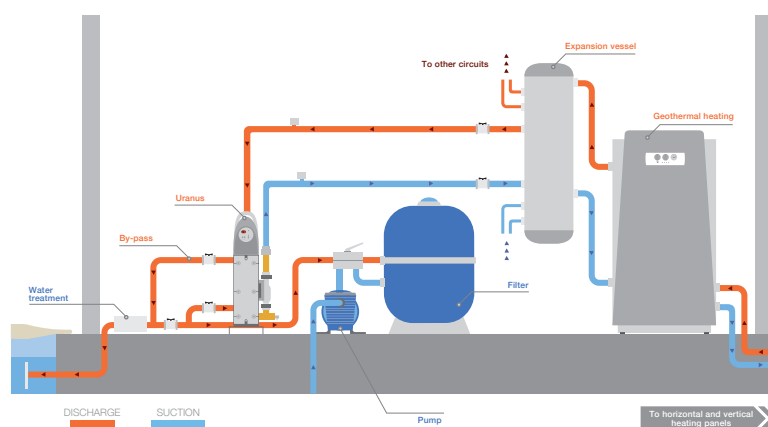 Expansion vessel
To other circuits
Geothermal heating
Uranus
By-pass
Water
treatment
Filter
Pump
DISCHARGE
SUCTION
To horizontal and vertical
heating panels